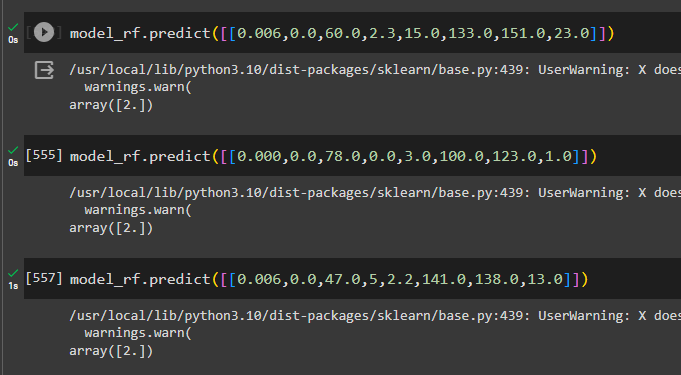 0s
model_rf.predict([[0.006,0.0,60.0,2.3,15.0,133.0,151.0,23.0]])
/usr/local/lib/python3.10/dist-packages/sklearn/base.py:439: UserWarning: X does
warnings.warn(
array([2.])
0s
[555] model_rf.predict([[0.000,0.0,78.0,0.0,3.0,100.0,123.0,1.0]])
/usr/local/lib/python3.10/dist-packages/sklearn/base.py:439: UserWarning: X does
warnings.warn(
array([2.])
1s
[557] model_rf.predict([[0.006,0.0,47.0,5,2.2,141.0,138.0,13.0]])
/usr/local/lib/python3.10/dist-packages/sklearn/base.py:439: UserWarning: X does
warnings.warn(
array([2.])